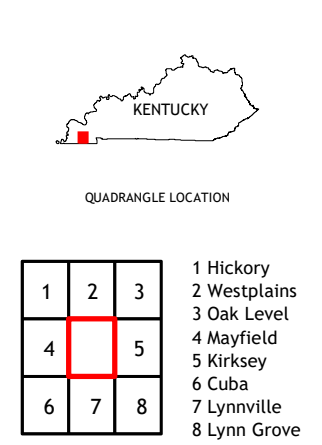 KENTUCKY
QUADRANGLE LOCATION
1 2 3
4 5
6 7 8
1 Hickory
2 Westplains
3 Oak Level
4 Mayfield
5 Kirksey
6 Cuba
7 Lynnville
8 Lynn Grove